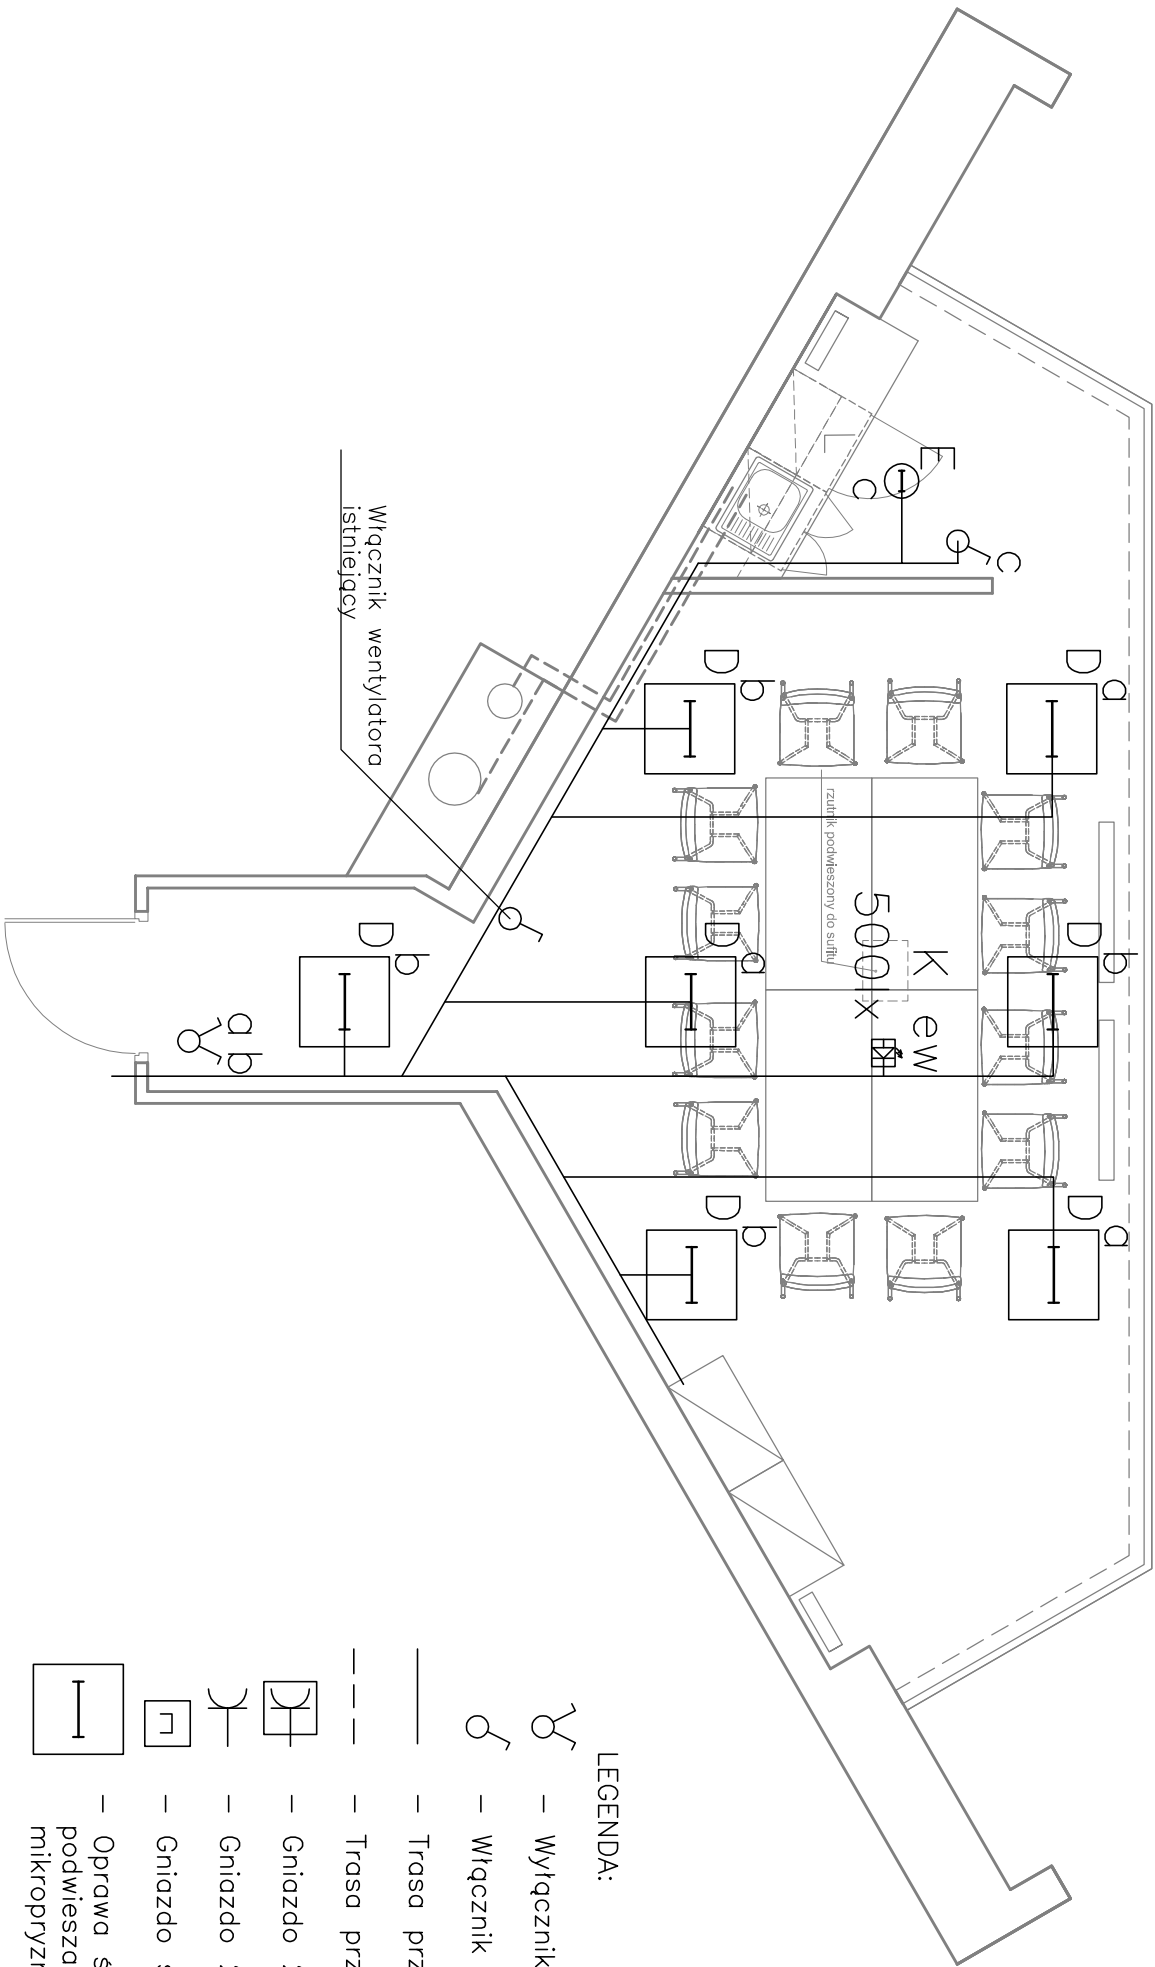 a
b
a
D
D
D
C
E
K
ew
500lx
C
L
rzutnik podwieszony do sufitu
b
a
b
D
D
D
b
D
Włącznik wentylatora
istniejący
a b
LEGENDA:
- Wyłącznik
- Włącznik
- Trasa prz
- Trasa prz
- Gniazdo
- Gniazdo
- Gniazdo
- Oprawa
podwiesza
mikropryzr